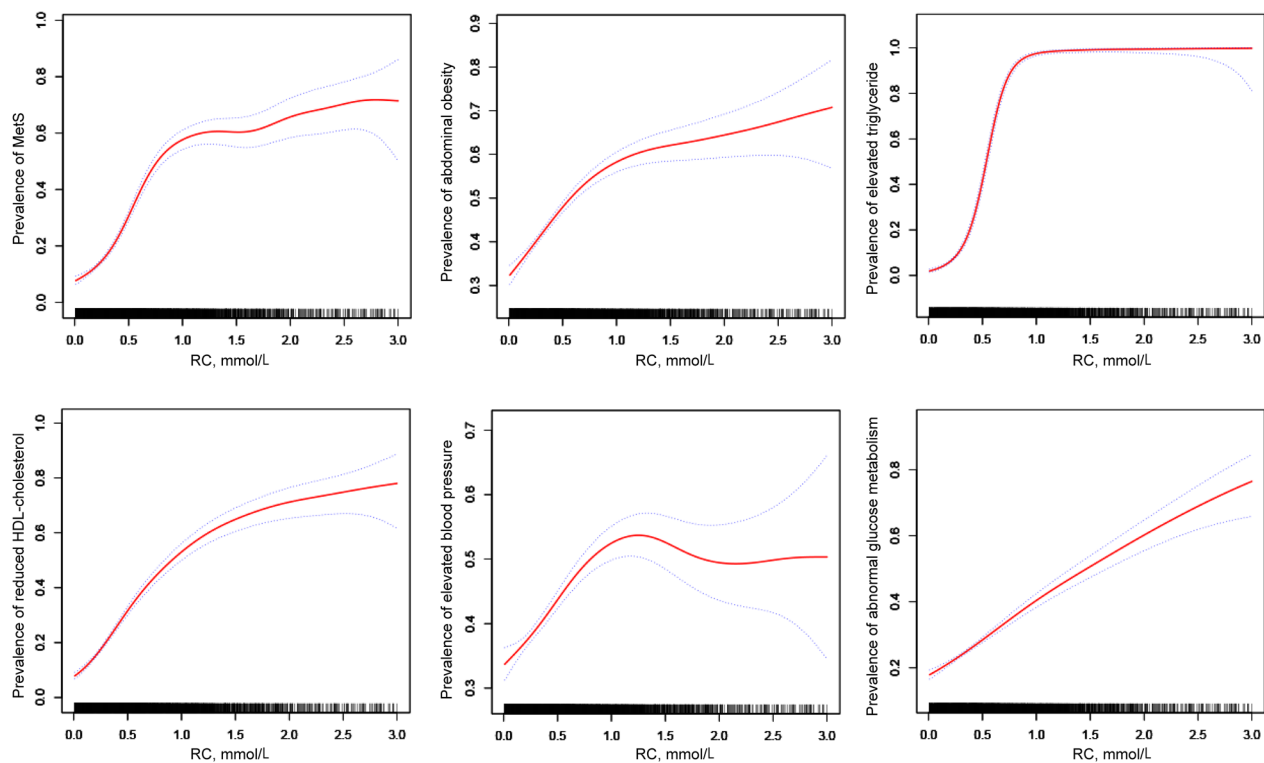 Prevalence of MetS
0.0 0.2 0.4 0.6 0.8 1.0
0.0 0.5 1.0 1.5 2.0 2.5 3.0
RC, mmol/L
Prevalence of abdominal obesity
0.3 0.4 0.5 0.6 0.7 0.8 0.9
0.0 0.5 1.0 1.5 2.0 2.5 3.0
RC, mmol/L
Prevalence of elevated triglyceride
0.0 0.2 0.4 0.6 0.8 1.0
0.0 0.5 1.0 1.5 2.0 2.5 3.0
RC, mmol/L
Prevalence of reduced HDL-cholesterol
0.0 0.2 0.4 0.6 0.8 1.0
0.0 0.5 1.0 1.5 2.0 2.5 3.0
RC, mmol/L
Prevalence of elevated blood pressure
0.3 0.4 0.5 0.6 0.7
0.0 0.5 1.0 1.5 2.0 2.5 3.0
RC, mmol/L
Prevalence of abnormal glucose metabolism
0.2 0.4 0.6 0.8
0.0 0.5 1.0 1.5 2.0 2.5 3.0
RC, mmol/L